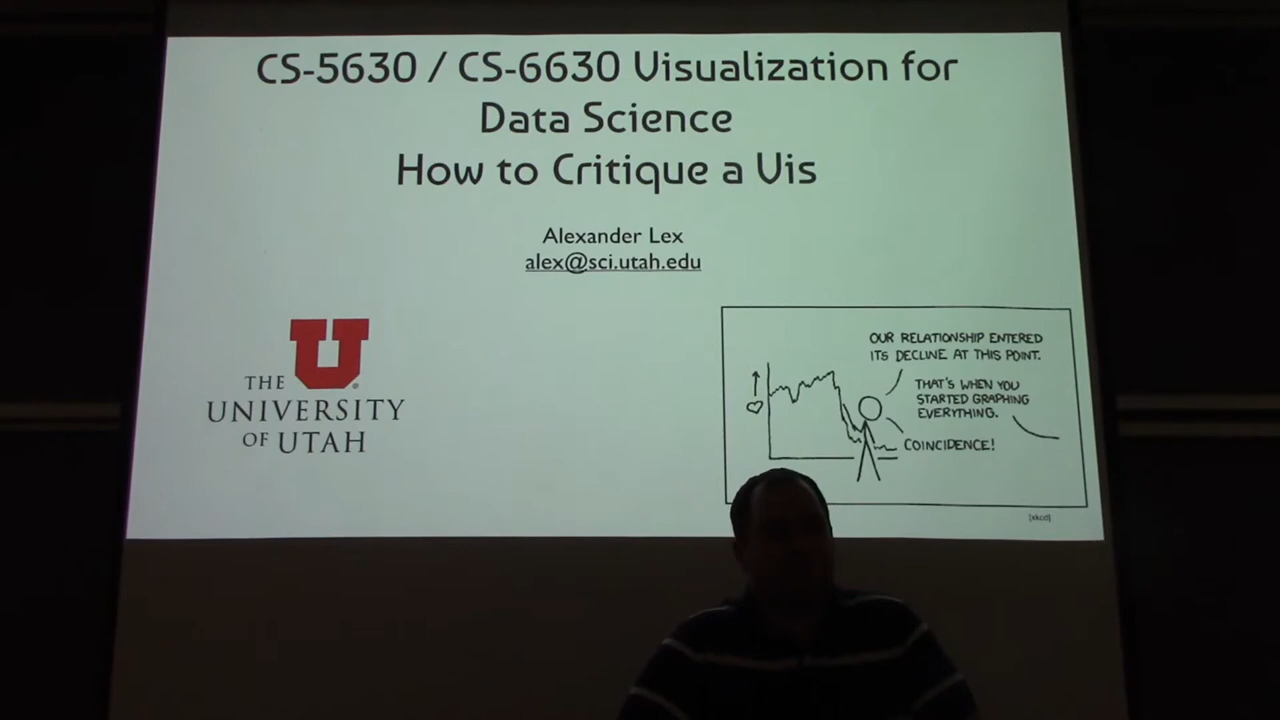 CS-5630 / CS-6630 Visualization for
Data Science
How to Critique a Vis
Alexander Lex
alex@sci.utah.edu
THE
UNIVERSITY
OF UTAH
OUR RELATIONSHIP ENTERED
ITS DECLINE AT THIS POINT.
THAT'S WHEN YOU
STARTED GRAPHING
EVERYTHING.
COINCIDENCE!
[xkcd]